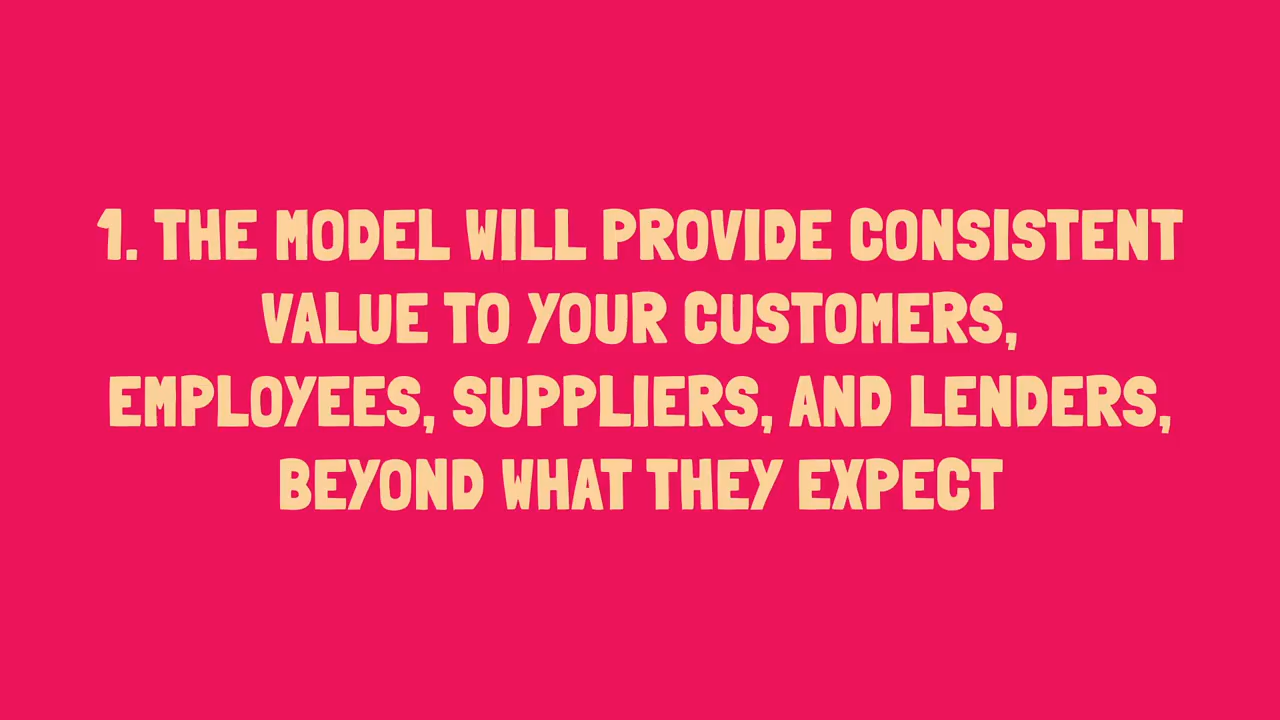 1. THE MODEL WILL PROVIDE CONSISTENT
VALUE TO YOUR CUSTOMERS,
EMPLOYEES, SUPPLIERS, AND LENDERS,
BEYOND WHAT THEY EXPECT